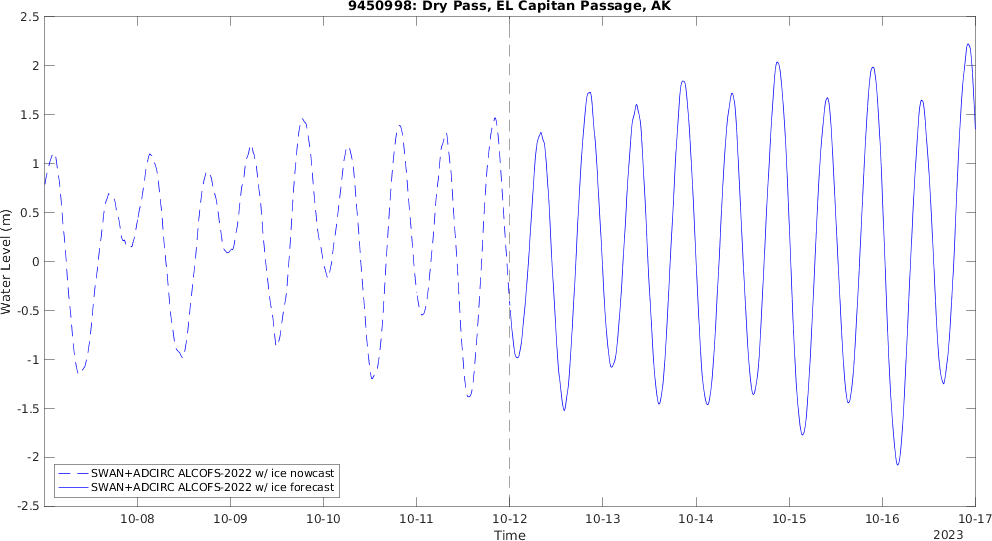 9450998: Dry Pass, EL Capitan Passage, AK
2.5
2
1.5
1
0.5
0
-0.5
-1
-1.5
-2
-2.5
Water Level (m)
SWAN+ADCIRC ALCOFS-2022 w/ ice nowcast
SWAN+ADCIRC ALCOFS-2022 w/ ice forecast
10-08 10-09 10-10 10-11 10-12 10-13 10-14 10-15 10-16 10-17
Time
2023